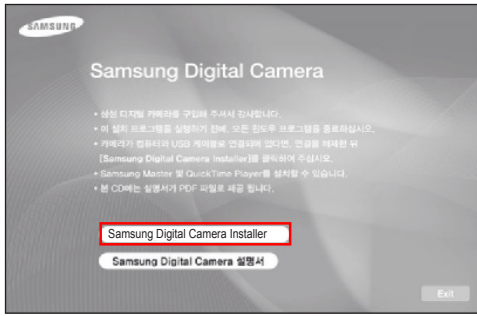 SAMSUNG
Samsung Digital Camera
• 삼성 디지털 카메라를 구입해 주셔서 감사합니다.
• 이 설치 프로그램을 실행하기 전에, 모든 윈도우 프로그램을 종료하십시오.
• 카메라가 컴퓨터와 USB 케이블로 연결되어 있다면, 연결을 해제한 뒤
[Samsung Digital Camera Installer]를 클릭하여 주십시오.
• Samsung Master 및 QuickTime Player를 설치할 수 있습니다.
• 본 CD에는 설명서가 PDF 파일로 제공 됩니다.
Samsung Digital Camera Installer
Samsung Digital Camera 설명서
Exit